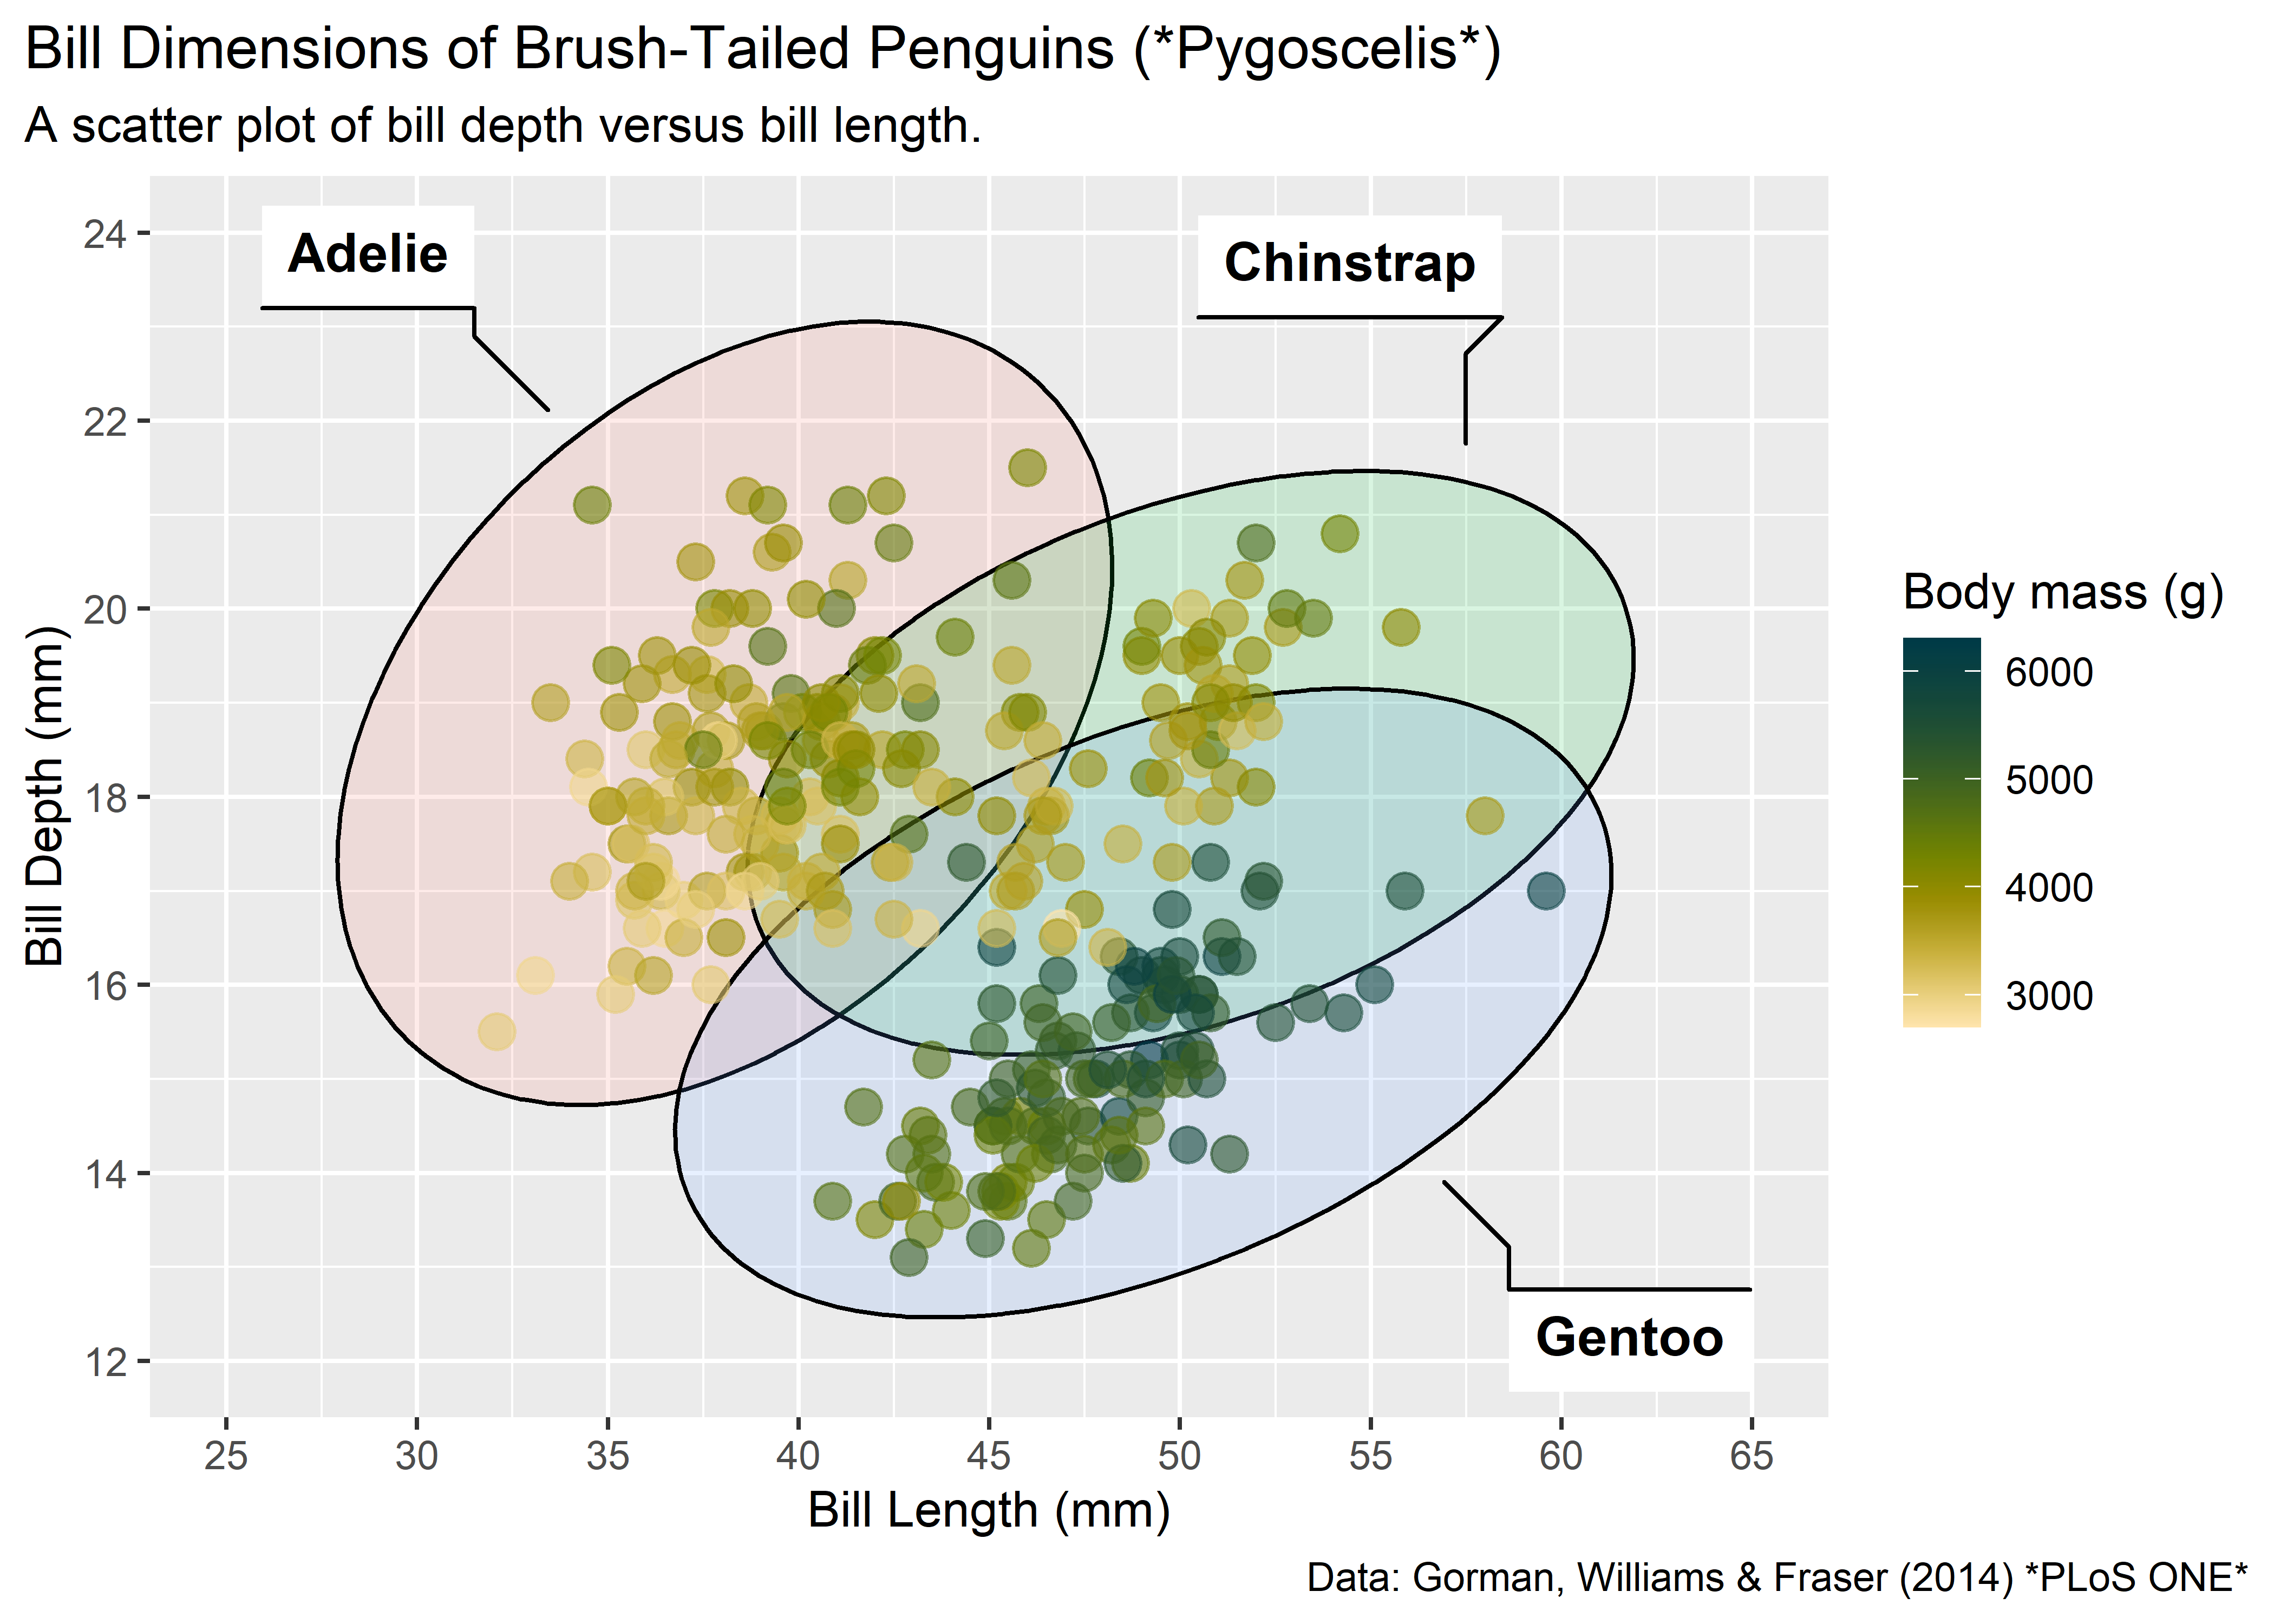 Bill Dimensions of Brush-Tailed Penguins (*Pygoscelis*)
A scatter plot of bill depth versus bill length.
Adelie
Chinstrap
Gentoo
24
22
20
18
16
14
12
Bill Depth (mm)
25 30 35 40 45 50 55 60 65
Bill Length (mm)
Body mass (g)
6000
5000
4000
3000
Data: Gorman, Williams & Fraser (2014) *PLoS ONE*